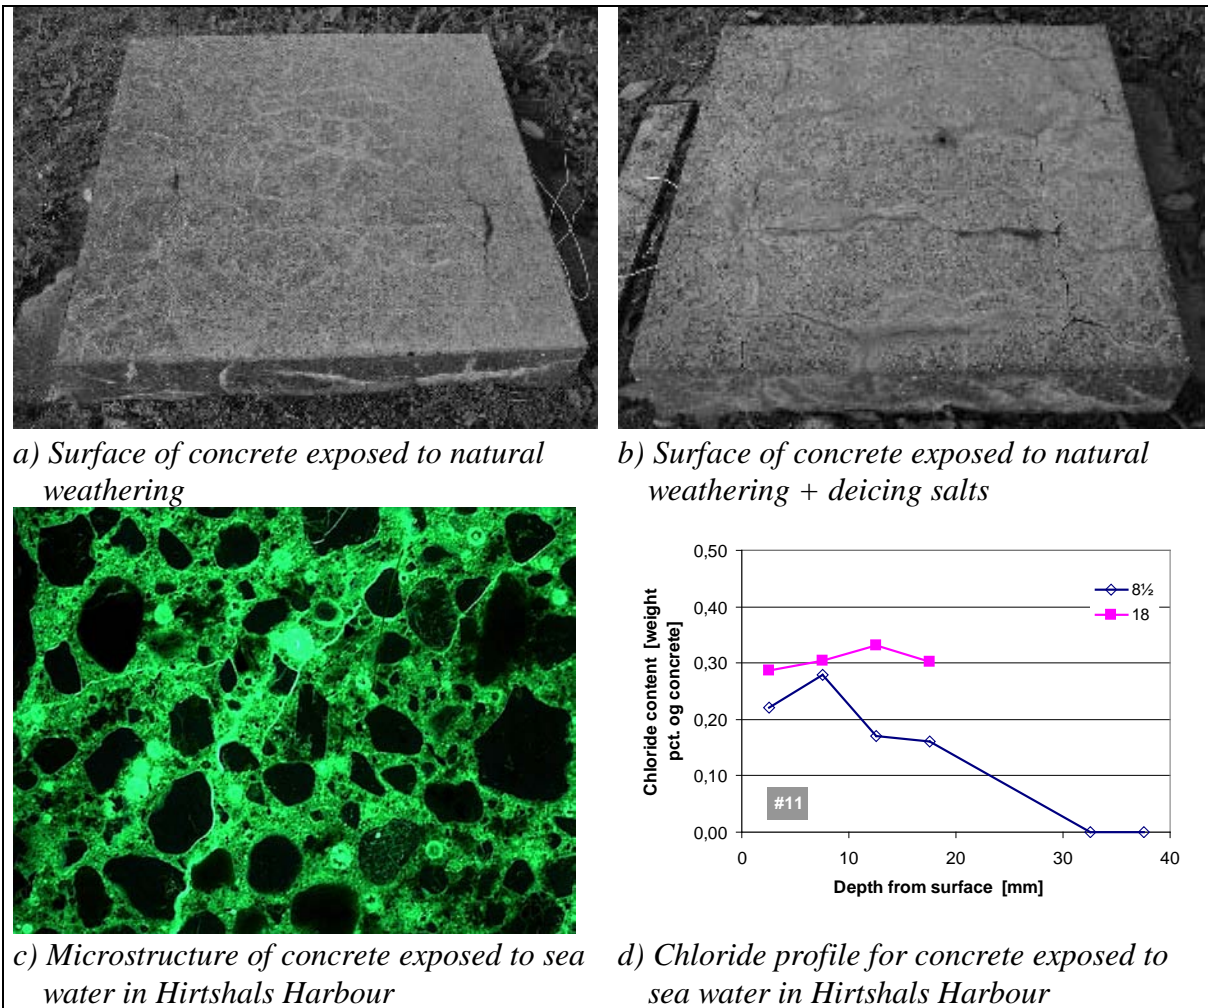 a) Surface of concrete exposed to natural
weathering
b) Surface of concrete exposed to natural
weathering + deicing salts
c) Microstructure of concrete exposed to sea
water in Hirtshals Harbour
Chloride content [weight
pct. og concrete]
0,50
0,40
0,30
0,20
0,10
0,00
8½
18
#11
0
10
20
30
40
Depth from surface [mm]
d) Chloride profile for concrete exposed to
sea water in Hirtshals Harbour